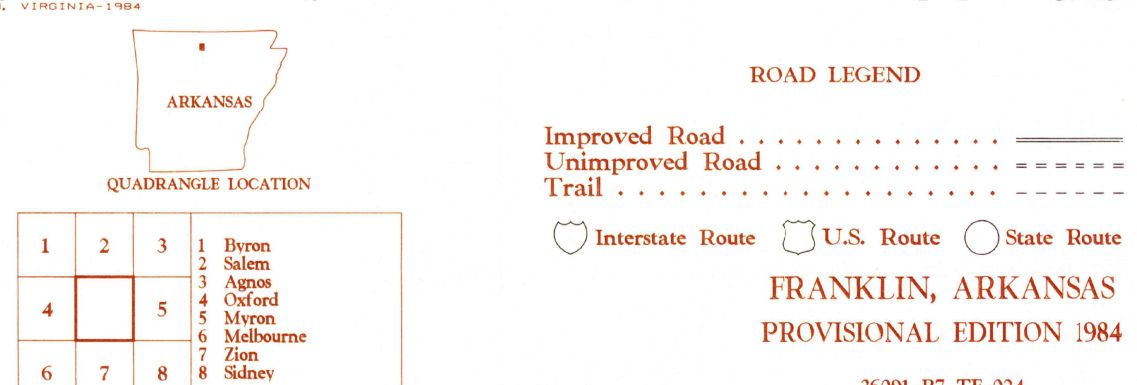 VIRGINIA-1984
ARKANSAS
QUADRANGLE LOCATION
1 2 3
4 5
6 7 8
1 Byron
2 Salem
3 Agnos
4 Oxford
5 Myron
6 Melbourne
7 Zion
8 Sidney
ROAD LEGEND
Improved Road . . . . . . . . . . . . . .
Unimproved Road . . . . . . . . . . . .
Trail . . . . . . . . . . . . . . . . . . .
Interstate Route U.S. Route State Route
FRANKLIN, ARKANSAS
PROVISIONAL EDITION 1984